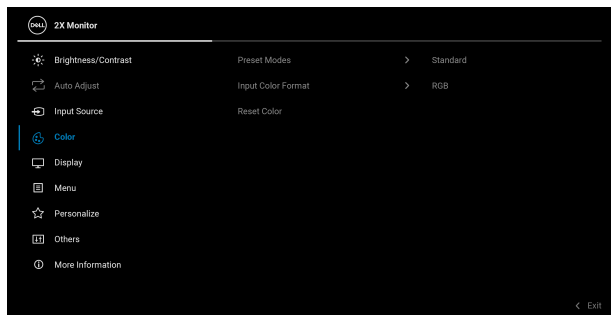 DELL 2X Monitor
Brightness/Contrast Preset Modes Standard
Auto Adjust Input Color Format RGB
Input Source Reset Color
Color
Display
Menu
Personalize
Others
More Information
Exit